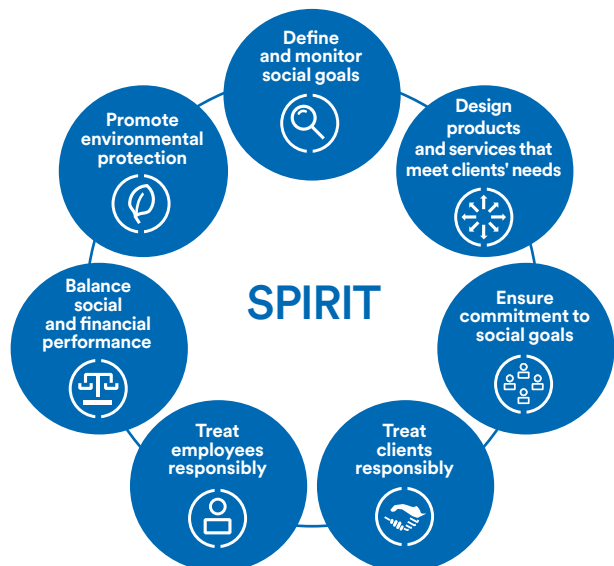 Define
and monitor
social goals
Design
products
and services that
meet clients' needs
Ensure
commitment to
social goals
Treat
clients
responsibly
Treat
employees
responsibly
Balance
social
and financial
performance
Promote
environmental
protection
SPIRIT